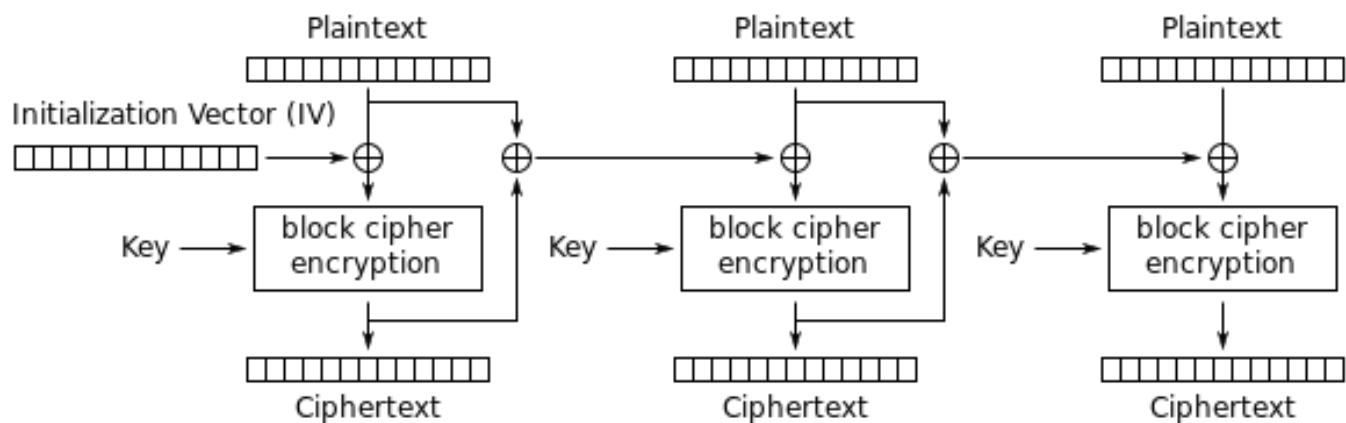 Plaintext
Plaintext
Plaintext
Initialization Vector (IV)
Key
block cipher
encryption
Key
block cipher
encryption
Key
block cipher
encryption
Ciphertext
Ciphertext
Ciphertext